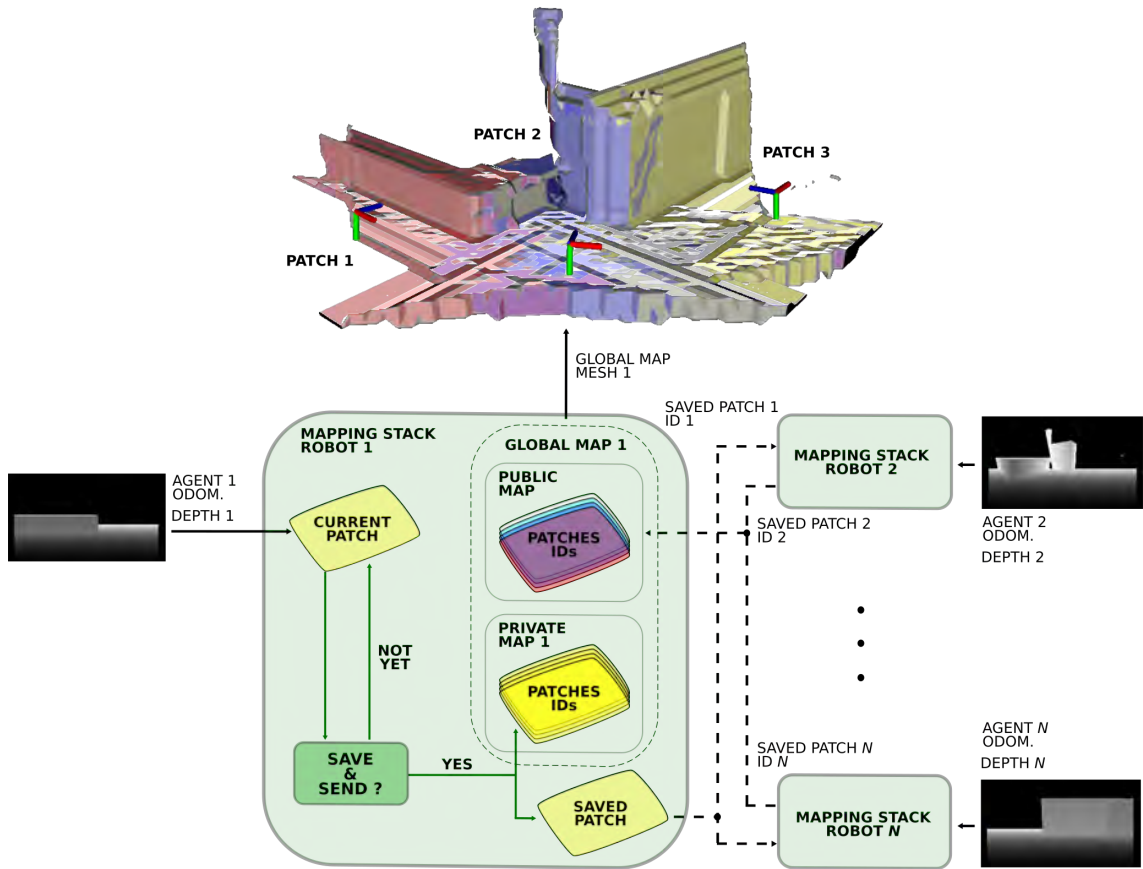 PATCH 2
PATCH 3
PATCH 1
GLOBAL MAP
MESH 1
SAVED PATCH 1
ID 1
MAPPING STACK
ROBOT 1
GLOBAL MAP 1
PUBLIC
MAP
PATCHES
IDs
MAPPING STACK
ROBOT 2
AGENT 1
ODOM.
DEPTH 1
CURRENT
PATCH
SAVED PATCH 2
ID 2
AGENT 2
ODOM.
DEPTH 2
NOT
YET
PRIVATE
MAP 1
PATCHES
IDs
SAVE
&
SEND ?
YES
SAVED
PATCH
SAVED PATCH N
ID N
AGENT N
ODOM.
DEPTH N
MAPPING STACK
ROBOT N